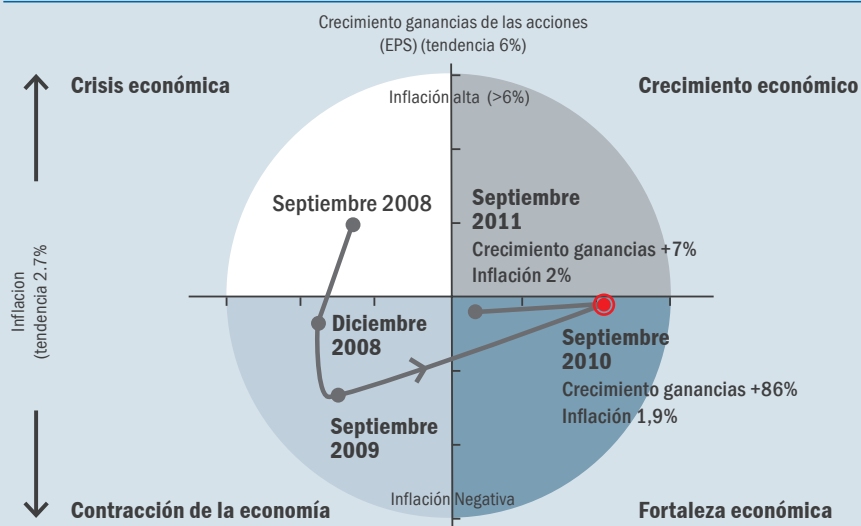 Crecimiento ganancias de las acciones
(EPS) (tendencia 6%)
Crisis económica
Crecimiento económico
Inflación alta (>6%)
Septiembre 2008
Septiembre
2011
Crecimiento ganancias +7%
Inflación 2%
Inflacion
(tendencia 2.7%
Diciembre
2008
Septiembre
2010
Crecimiento ganancias +86%
Inflación 1,9%
Septiembre
2009
Inflación Negativa
Contracción de la economía
Fortaleza económica